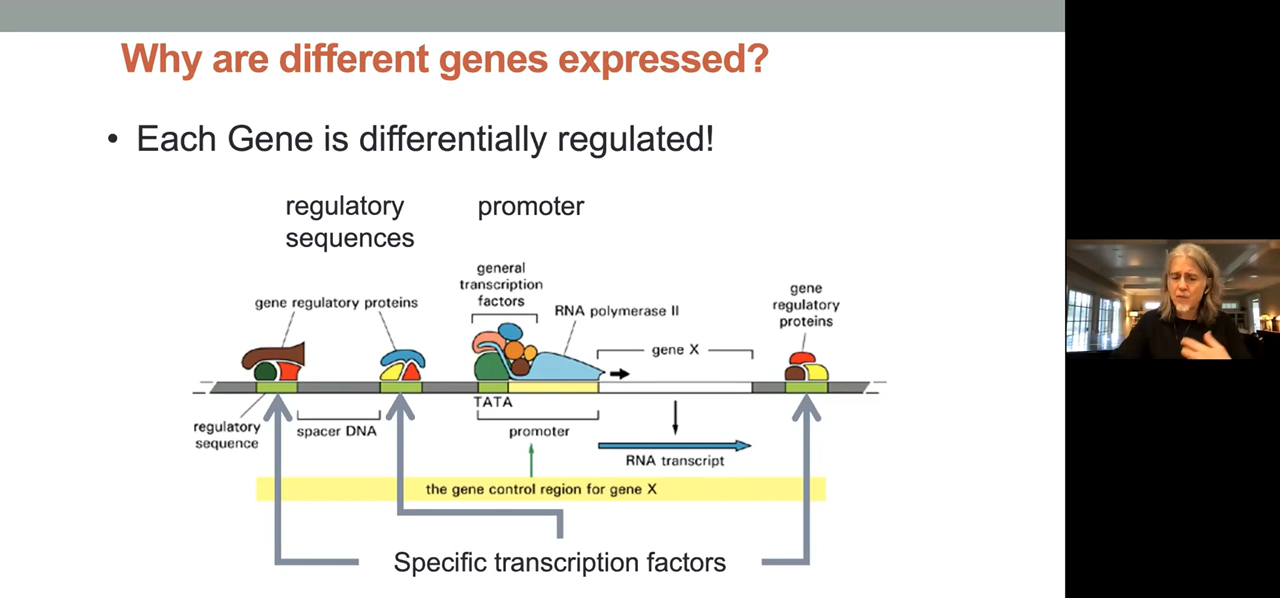 Why are different genes expressed?
• Each Gene is differentially regulated!
regulatory
sequences
promoter
general
transcription
factors
gene regulatory proteins
RNA polymerase II
gene
regulatory
proteins
gene X
TATA
regulatory
sequence
spacer DNA
promoter
RNA transcript
the gene control region for gene X
Specific transcription factors